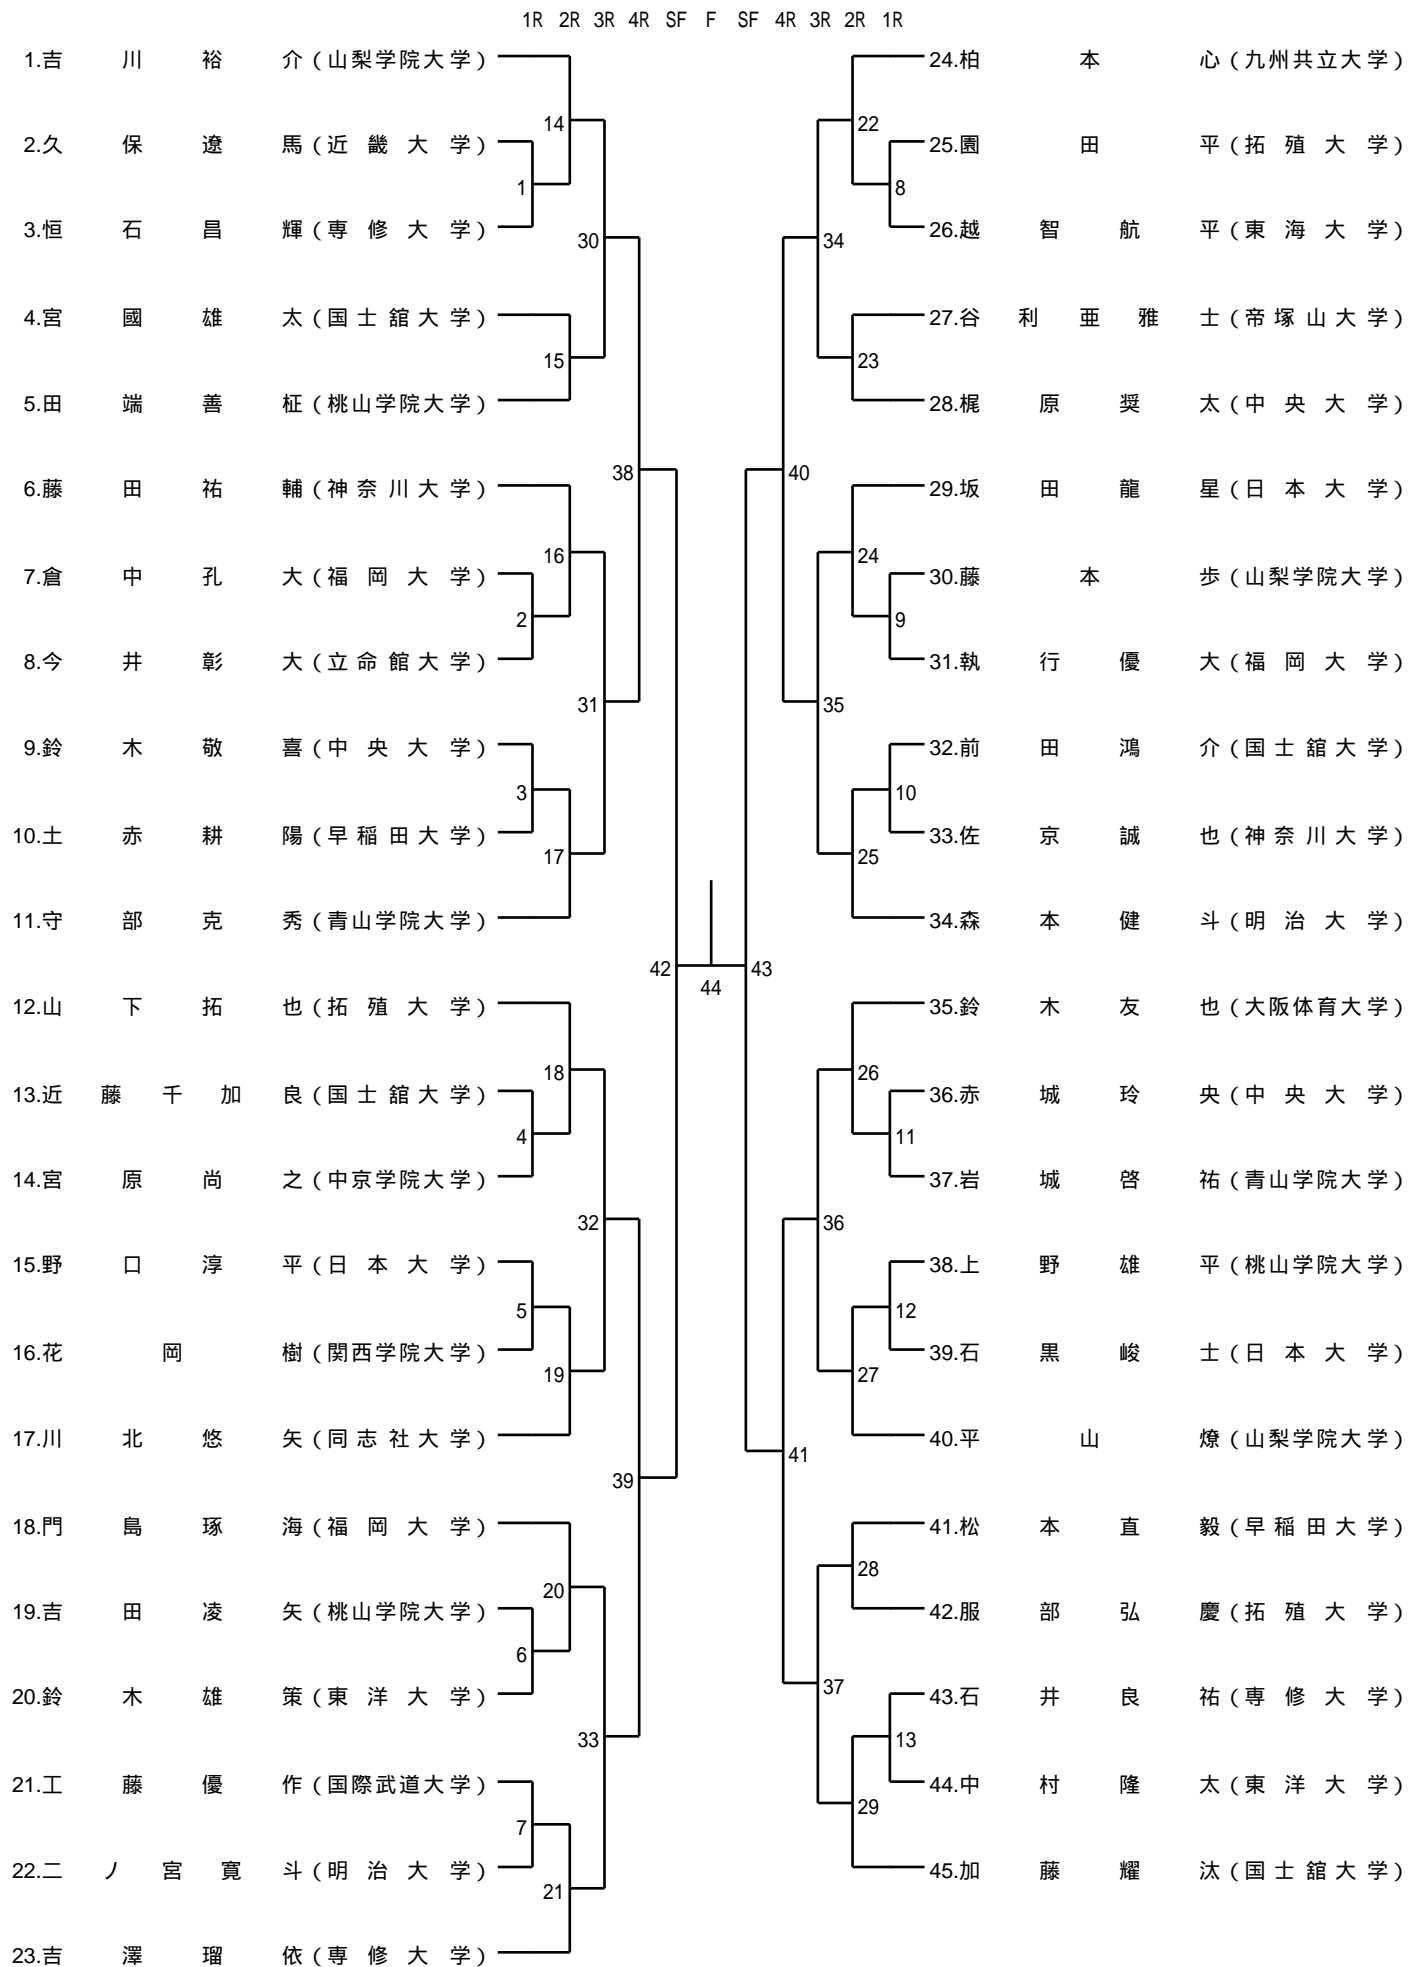 1R 2R 3R 4R SF F SF 4R 3R 2R 1R
1.吉川裕介(山梨学院大学)
2.久保遼馬(近畿大学)
3.恒石昌輝(専修大学)
4.宮國雄太(国士舘大学)
5.田端善柾(桃山学院大学)
6.藤田祐輔(神奈川大学)
7.倉中孔大(福岡大学)
8.今井彰大(立命館大学)
9.鈴木敬喜(中央大学)
10.土赤耕陽(早稲田大学)
11.守部克秀(青山学院大学)
12.山下拓也(拓殖大学)
13.近藤千加良(国士舘大学)
14.宮原尚之(中京学院大学)
15.野口淳平(日本大学)
16.花岡樹(関西学院大学)
17.川北悠矢(同志社大学)
18.門島琢海(福岡大学)
19.吉田凌矢(桃山学院大学)
20.鈴木雄策(東洋大学)
21.工藤優作(国際武道大学)
22.二ノ宮寛斗(明治大学)
23.吉澤瑠依(専修大学)
14
1
30
15
38
16
2
31
3
17
42
44
18
4
32
5
19
39
20
6
33
7
21
22
8
34
23
40
24
9
35
10
25
43
26
11
36
12
27
41
28
37
13
29
24.柏本心(九州共立大学)
25.園田平(拓殖大学)
26.越智航平(東海大学)
27.谷利亜雅士(帝塚山大学)
28.梶原奨太(中央大学)
29.坂田龍星(日本大学)
30.藤本歩(山梨学院大学)
31.執行優大(福岡大学)
32.前田鴻介(国士舘大学)
33.佐京誠也(神奈川大学)
34.森本健斗(明治大学)
35.鈴木友也(大阪体育大学)
36.赤城玲央(中央大学)
37.岩城啓祐(青山学院大学)
38.上野雄平(桃山学院大学)
39.石黒峻士(日本大学)
40.平山燎(山梨学院大学)
41.松本直毅(早稲田大学)
42.服部弘慶(拓殖大学)
43.石井良祐(専修大学)
44.中村隆太(東洋大学)
45.加藤耀汰(国士舘大学)